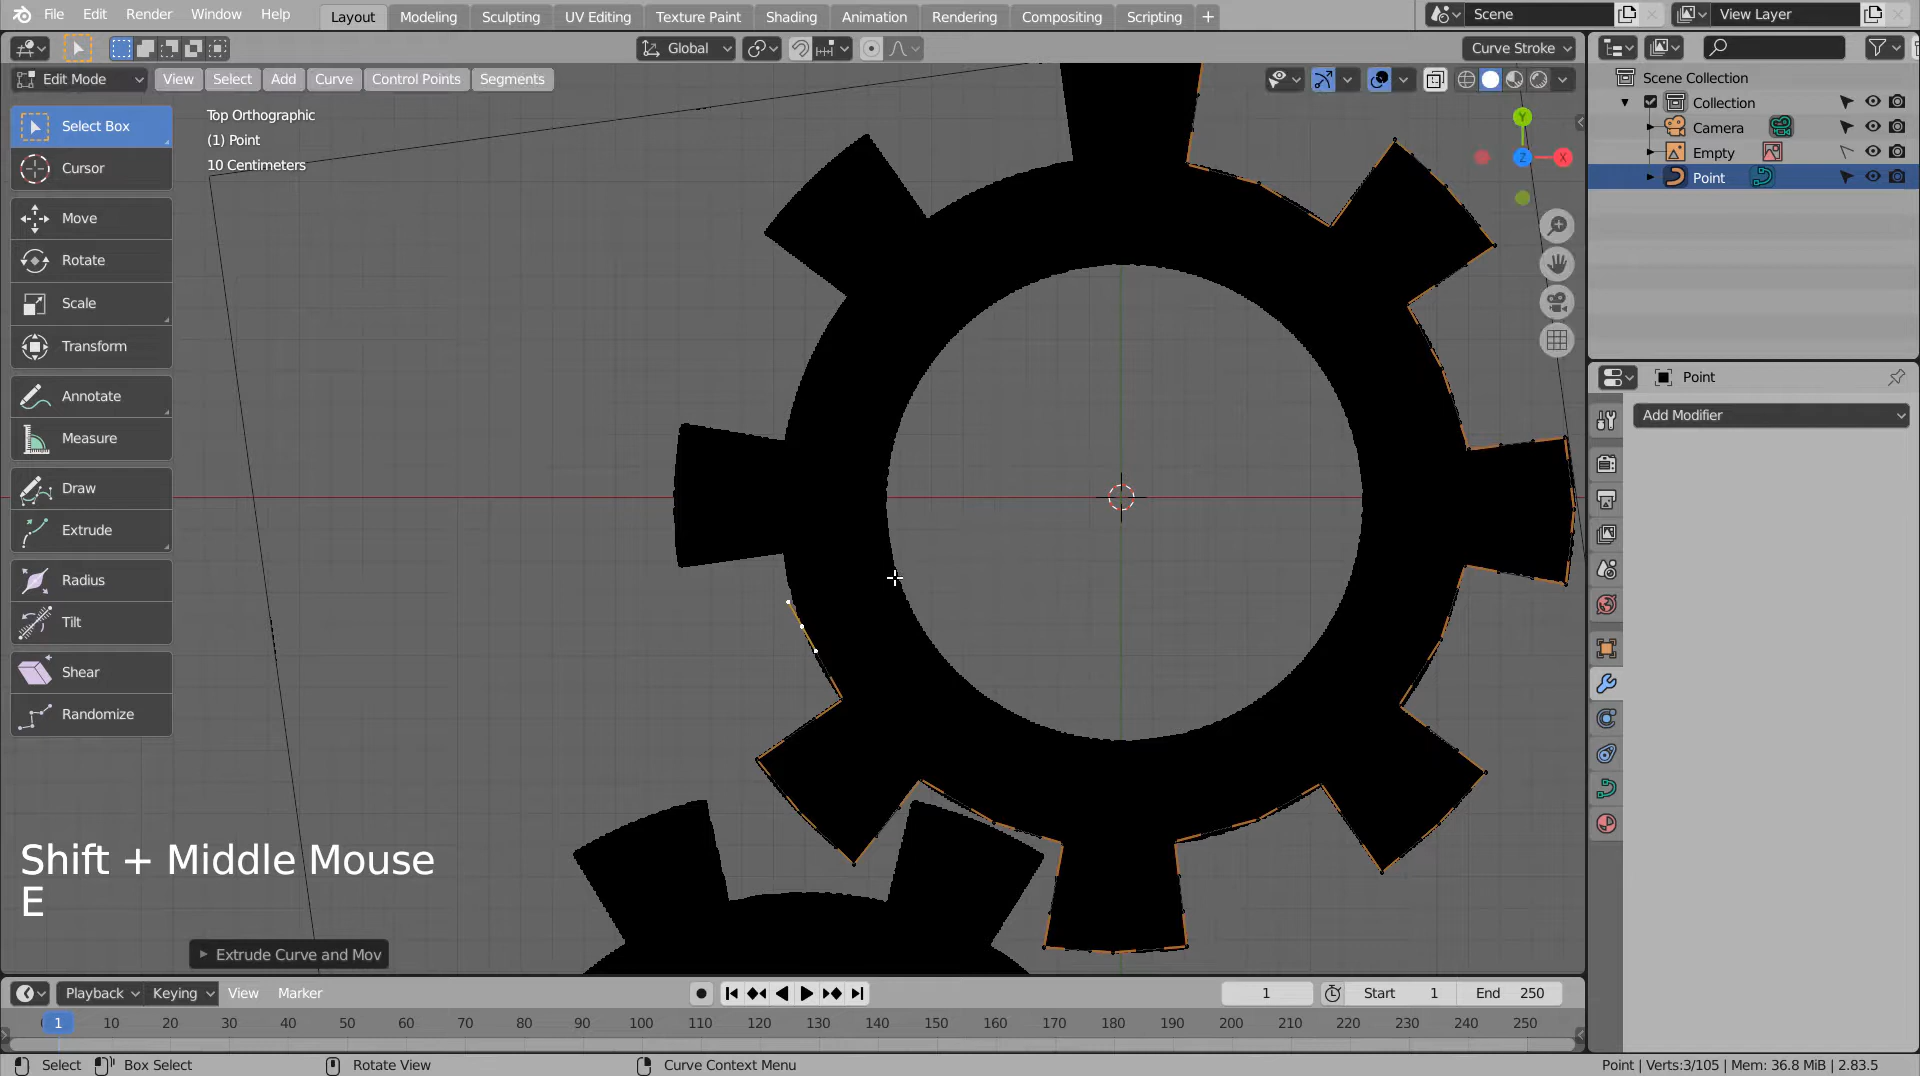 File Edit Render Window Help Layout Modeling Sculpting UV Editing Texture Paint Shading Animation Rendering Compositing Scripting + Scene View Layer
Global Curve Stroke
Edit Mode View Select Add Curve Control Points Segments
Top Orthographic
(1) Point
10 Centimeters
Select Box
Cursor
Move
Rotate
Scale
Transform
Annotate
Measure
Draw
Extrude
Radius
Tilt
Shear
Randomize
Y
Z
X
Scene Collection
Collection
Camera
Empty
Point
Point
Add Modifier
Shift + Middle Mouse
E
Extrude Curve and Mov
Playback Keying View Marker 1 Start 1 End 250
1 10 20 30 40 50 60 70 80 90 100 110 120 130 140 150 160 170 180 190 200 210 220 230 240 250
Select Box Select Rotate View Curve Context Menu Point | Verts:3/105 | Mem: 36.8 MiB | 2.83.5